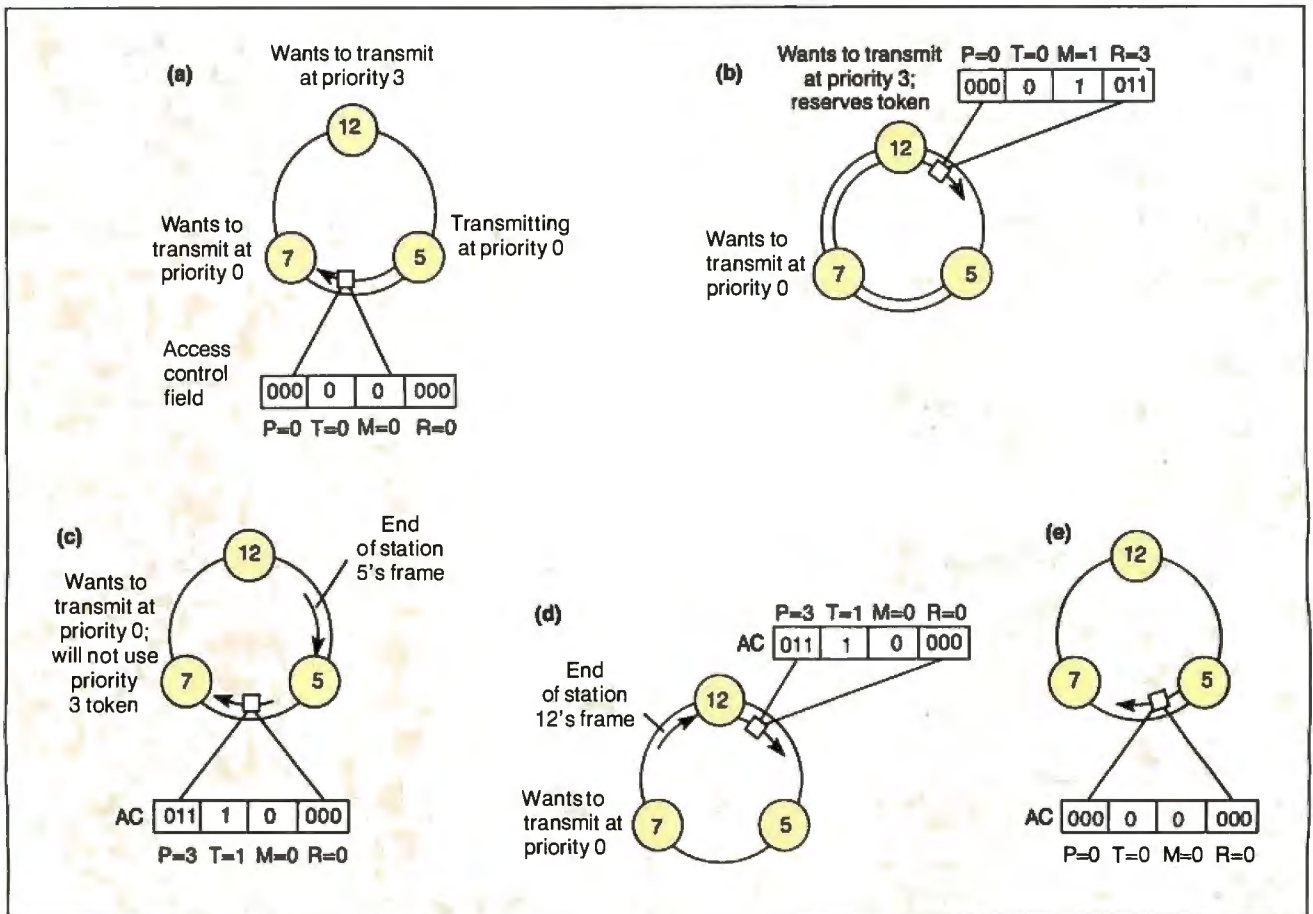 (a)
Wants to transmit
at priority 3
12
Wants to
transmit at
priority 0
7
5
Transmitting
at priority 0
Access
control
field
000 0 0 000
P=0 T=0 M=0 R=0
(b)
Wants to transmit
at priority 3;
reserves token
P=0 T=0 M=1 R=3
000 0 1 011
12
Wants to
transmit at
priority 0
7
5
(c)
12
End
of station
5's frame
Wants to
transmit at
priority 0;
will not use
priority
3 token
7
5
AC 011 1 0 000
P=3 T=1 M=0 R=0
(d)
P=3 T=1 M=0 R=0
AC 011 1 0 000
End
of station
12's frame
12
Wants to
transmit at
priority 0
7
5
(e)
12
7
5
AC 000 0 0 000
P=0 T=0 M=0 R=0